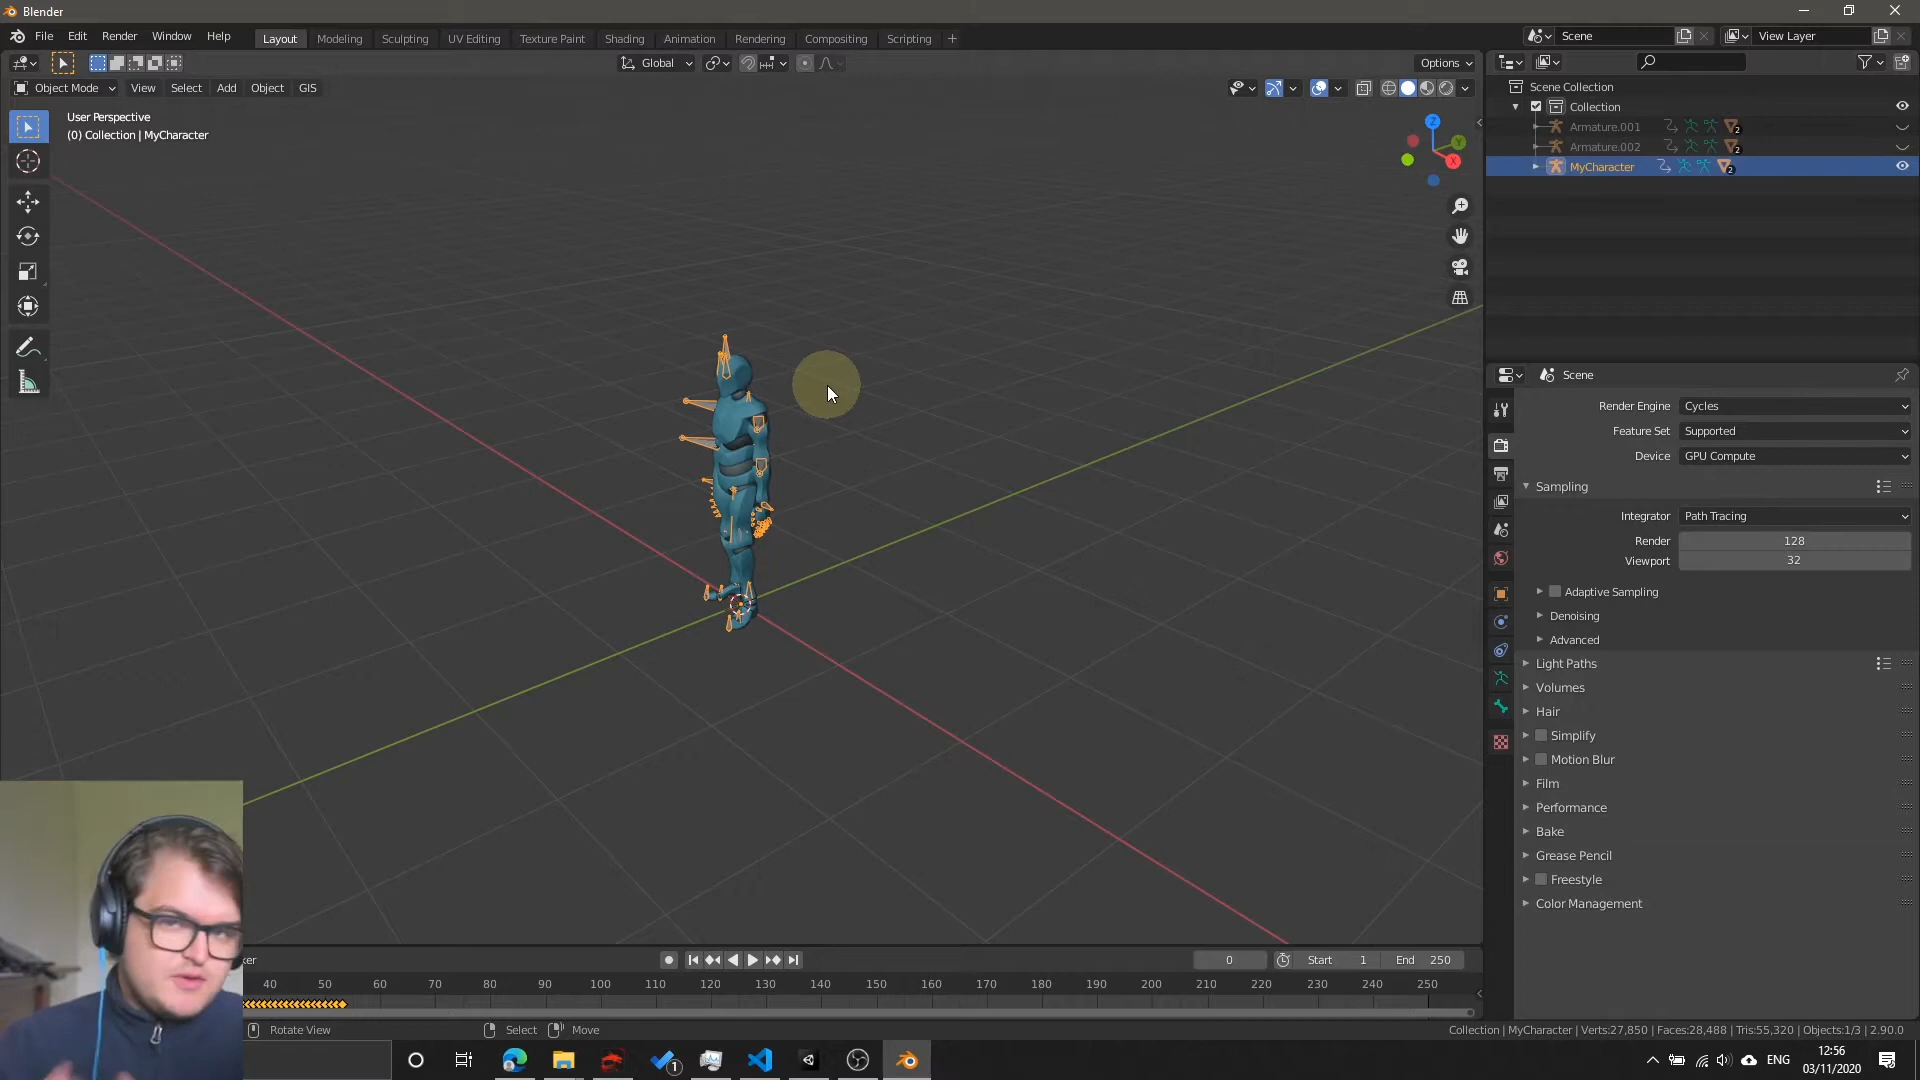 Blender
File Edit Render Window Help
Layout Modeling Sculpting UV Editing Texture Paint Shading Animation Rendering Compositing Scripting +
Scene
View Layer
Global
Options
Object Mode View Select Add Object GIS
User Perspective
(0) Collection | MyCharacter
Z
Y
X
Scene Collection
Collection
Armature.001
2
Armature.002
2
MyCharacter
2
Scene
Render Engine Cycles
Feature Set Supported
Device GPU Compute
Sampling
Integrator Path Tracing
Render 128
Viewport 32
Adaptive Sampling
Denoising
Advanced
Light Paths
Volumes
Hair
Simplify
Motion Blur
Film
Performance
Bake
Grease Pencil
Freestyle
Color Management
ker
0
Start 1
End 250
40 50 60 70 80 90 100 110 120 130 140 150 160 170 180 190 200 210 220 230 240 250
Rotate View
Select
Move
Collection | MyCharacter | Verts:27,850 | Faces:28,488 | Tris:55,320 | Objects:1/3 | 2.90.0
1
ENG
12:56
03/11/2020